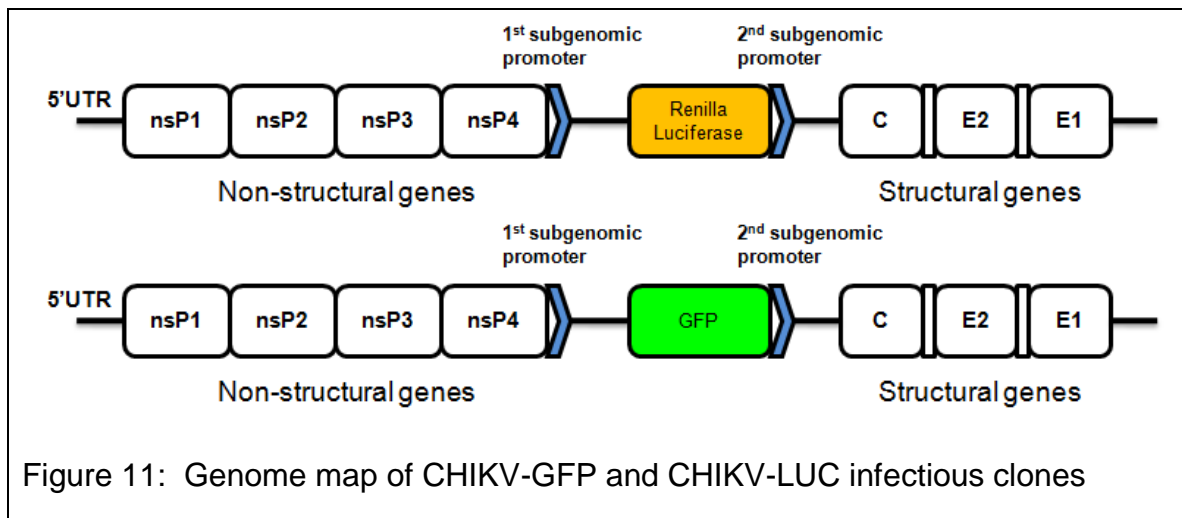 1st subgenomic promoter
2nd subgenomic promoter
5'UTR
nsP1 nsP2 nsP3 nsP4 Renilla Luciferase C E2 E1
Non-structural genes Structural genes
1st subgenomic promoter
2nd subgenomic promoter
5'UTR
nsP1 nsP2 nsP3 nsP4 GFP C E2 E1
Non-structural genes Structural genes
Figure 11: Genome map of CHIKV-GFP and CHIKV-LUC infectious clones